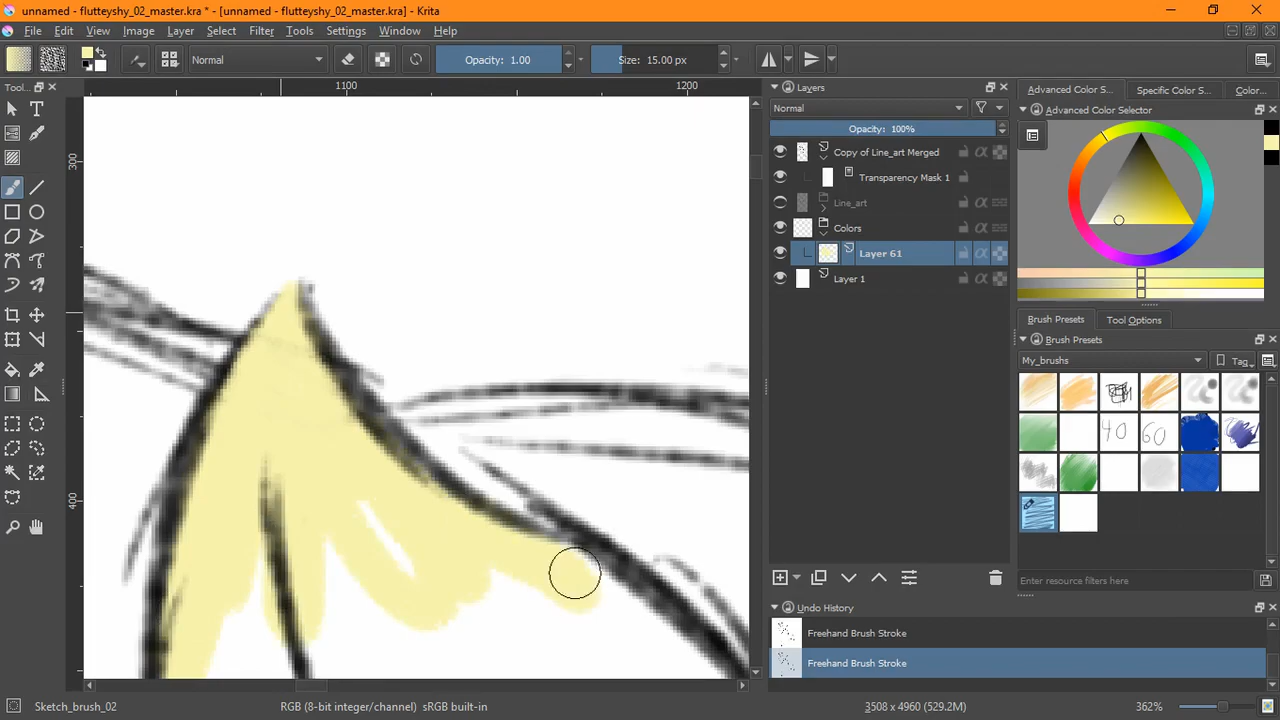 unnamed - flutteyshy_02_master.kra * - [unnamed - flutteyshy_02_master.kra] - Krita
File Edit View Image Layer Select Filter Tools Settings Window Help
Normal Opacity: 1.00 Size: 15.00 px
Tool...
1100 1200
300
400
Layers
Normal
Opacity: 100%
Copy of Line_art Merged
Transparency Mask 1
Line_art
Colors
Layer 61
Layer 1
Undo History
Freehand Brush Stroke
Freehand Brush Stroke
Advanced Color S... Specific Color S... Color...
Advanced Color Selector
Brush Presets Tool Options
Brush Presets
My_brushes Tag
40 60
Enter resource filters here
Sketch_brush_02 RGB (8-bit integer/channel) sRGB built-in 3508 x 4960 (529.2M) 362%